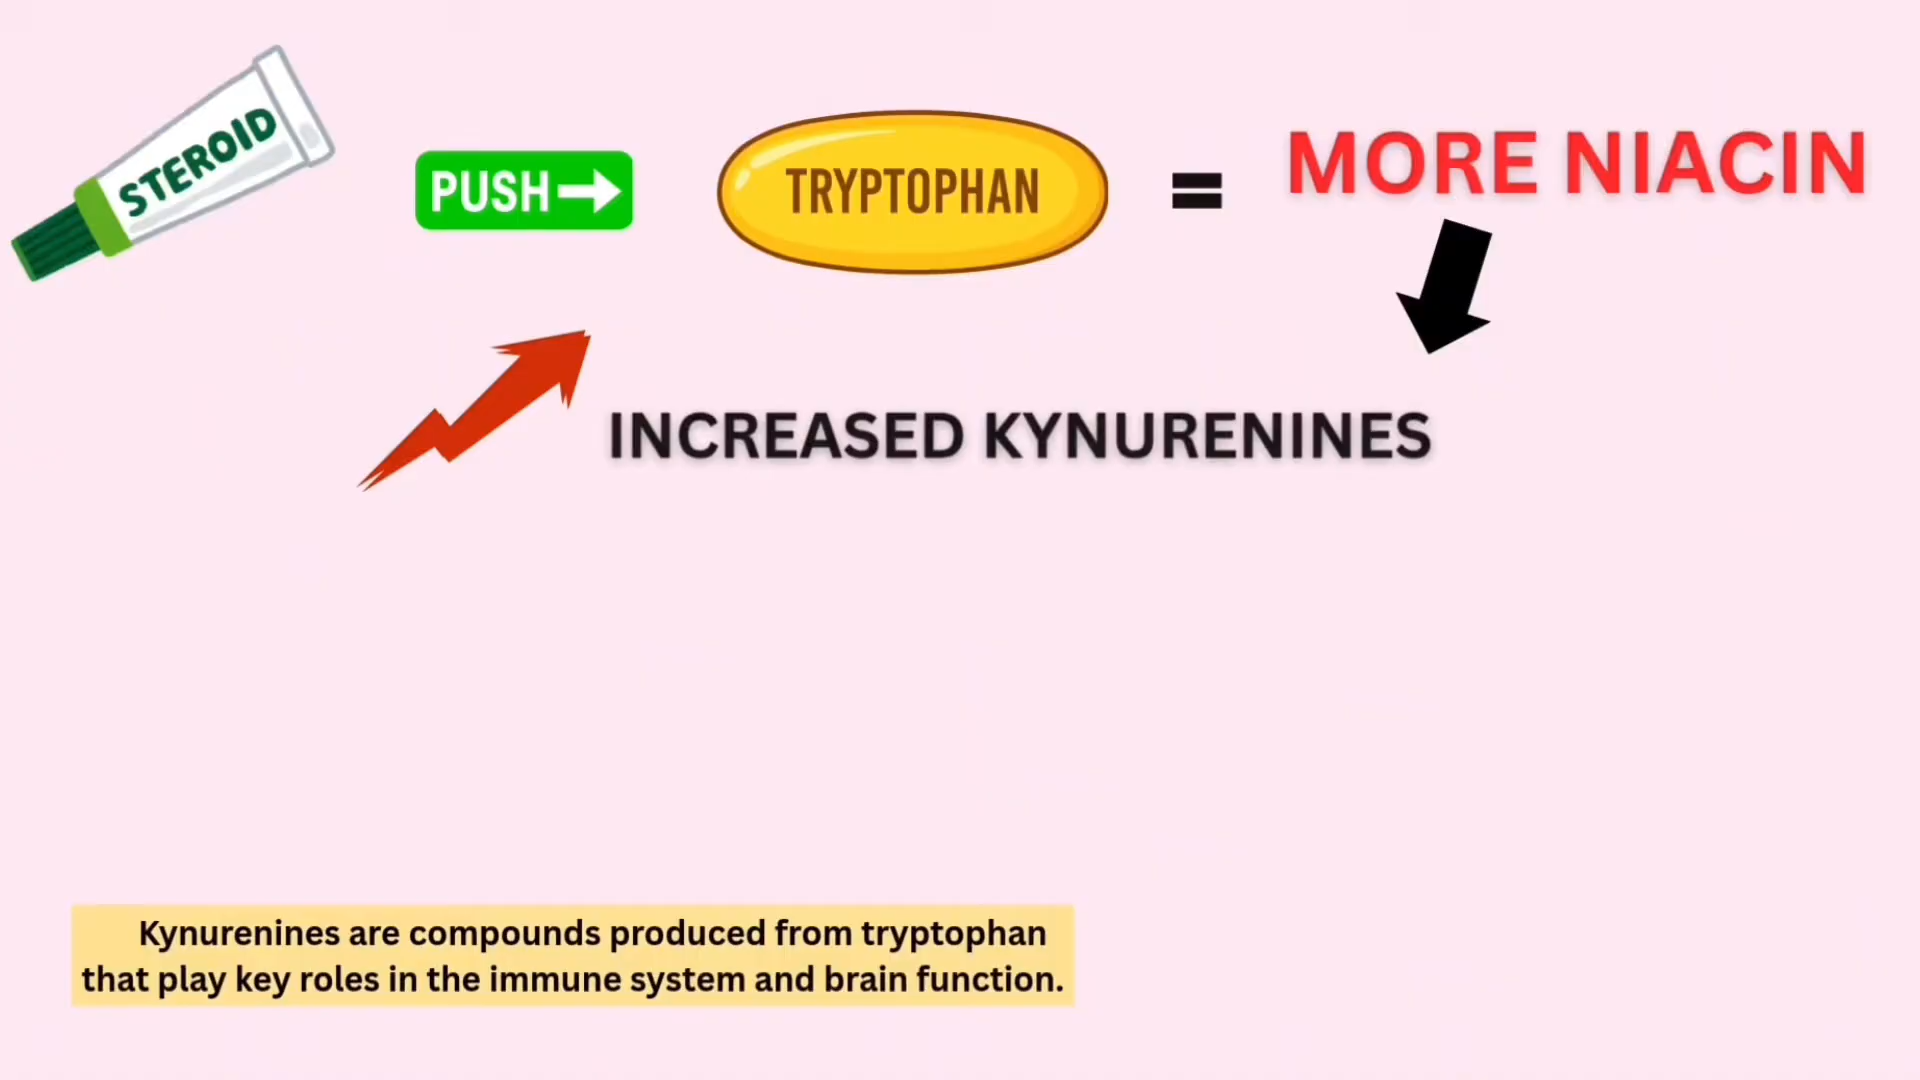 STEROID
PUSH
TRYPTOPHAN
=
MORE NIACIN
INCREASED KYNURENINES
Kynurenines are compounds produced from tryptophan
that play key roles in the immune system and brain function.